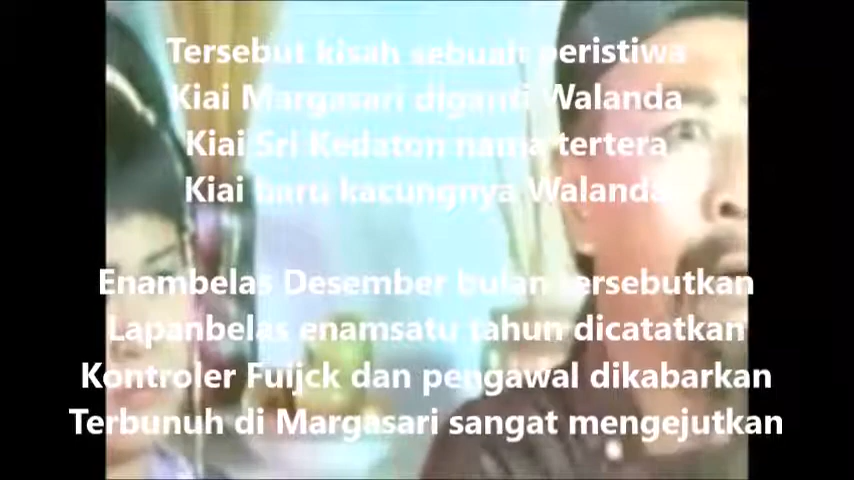 Tersebut kisah sebuah peristiwa
Kiai Margasari diganti Walanda
Kiai Sri Kedaton nama tertera
Kiai baru kacungnya Walanda
Enambelas Desember bulan tersebutkan
Lapanbelas enamsatu tahun dicatatkan
Kontroler Fuijck dan pengawal dikabarkan
Terbunuh di Margasari sangat mengejutkan